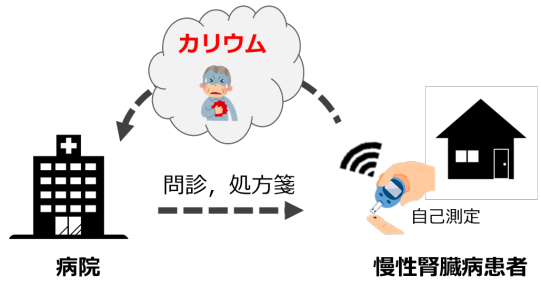 カリウム
問診，処方箋
自己測定
病院
慢性腎臓病患者